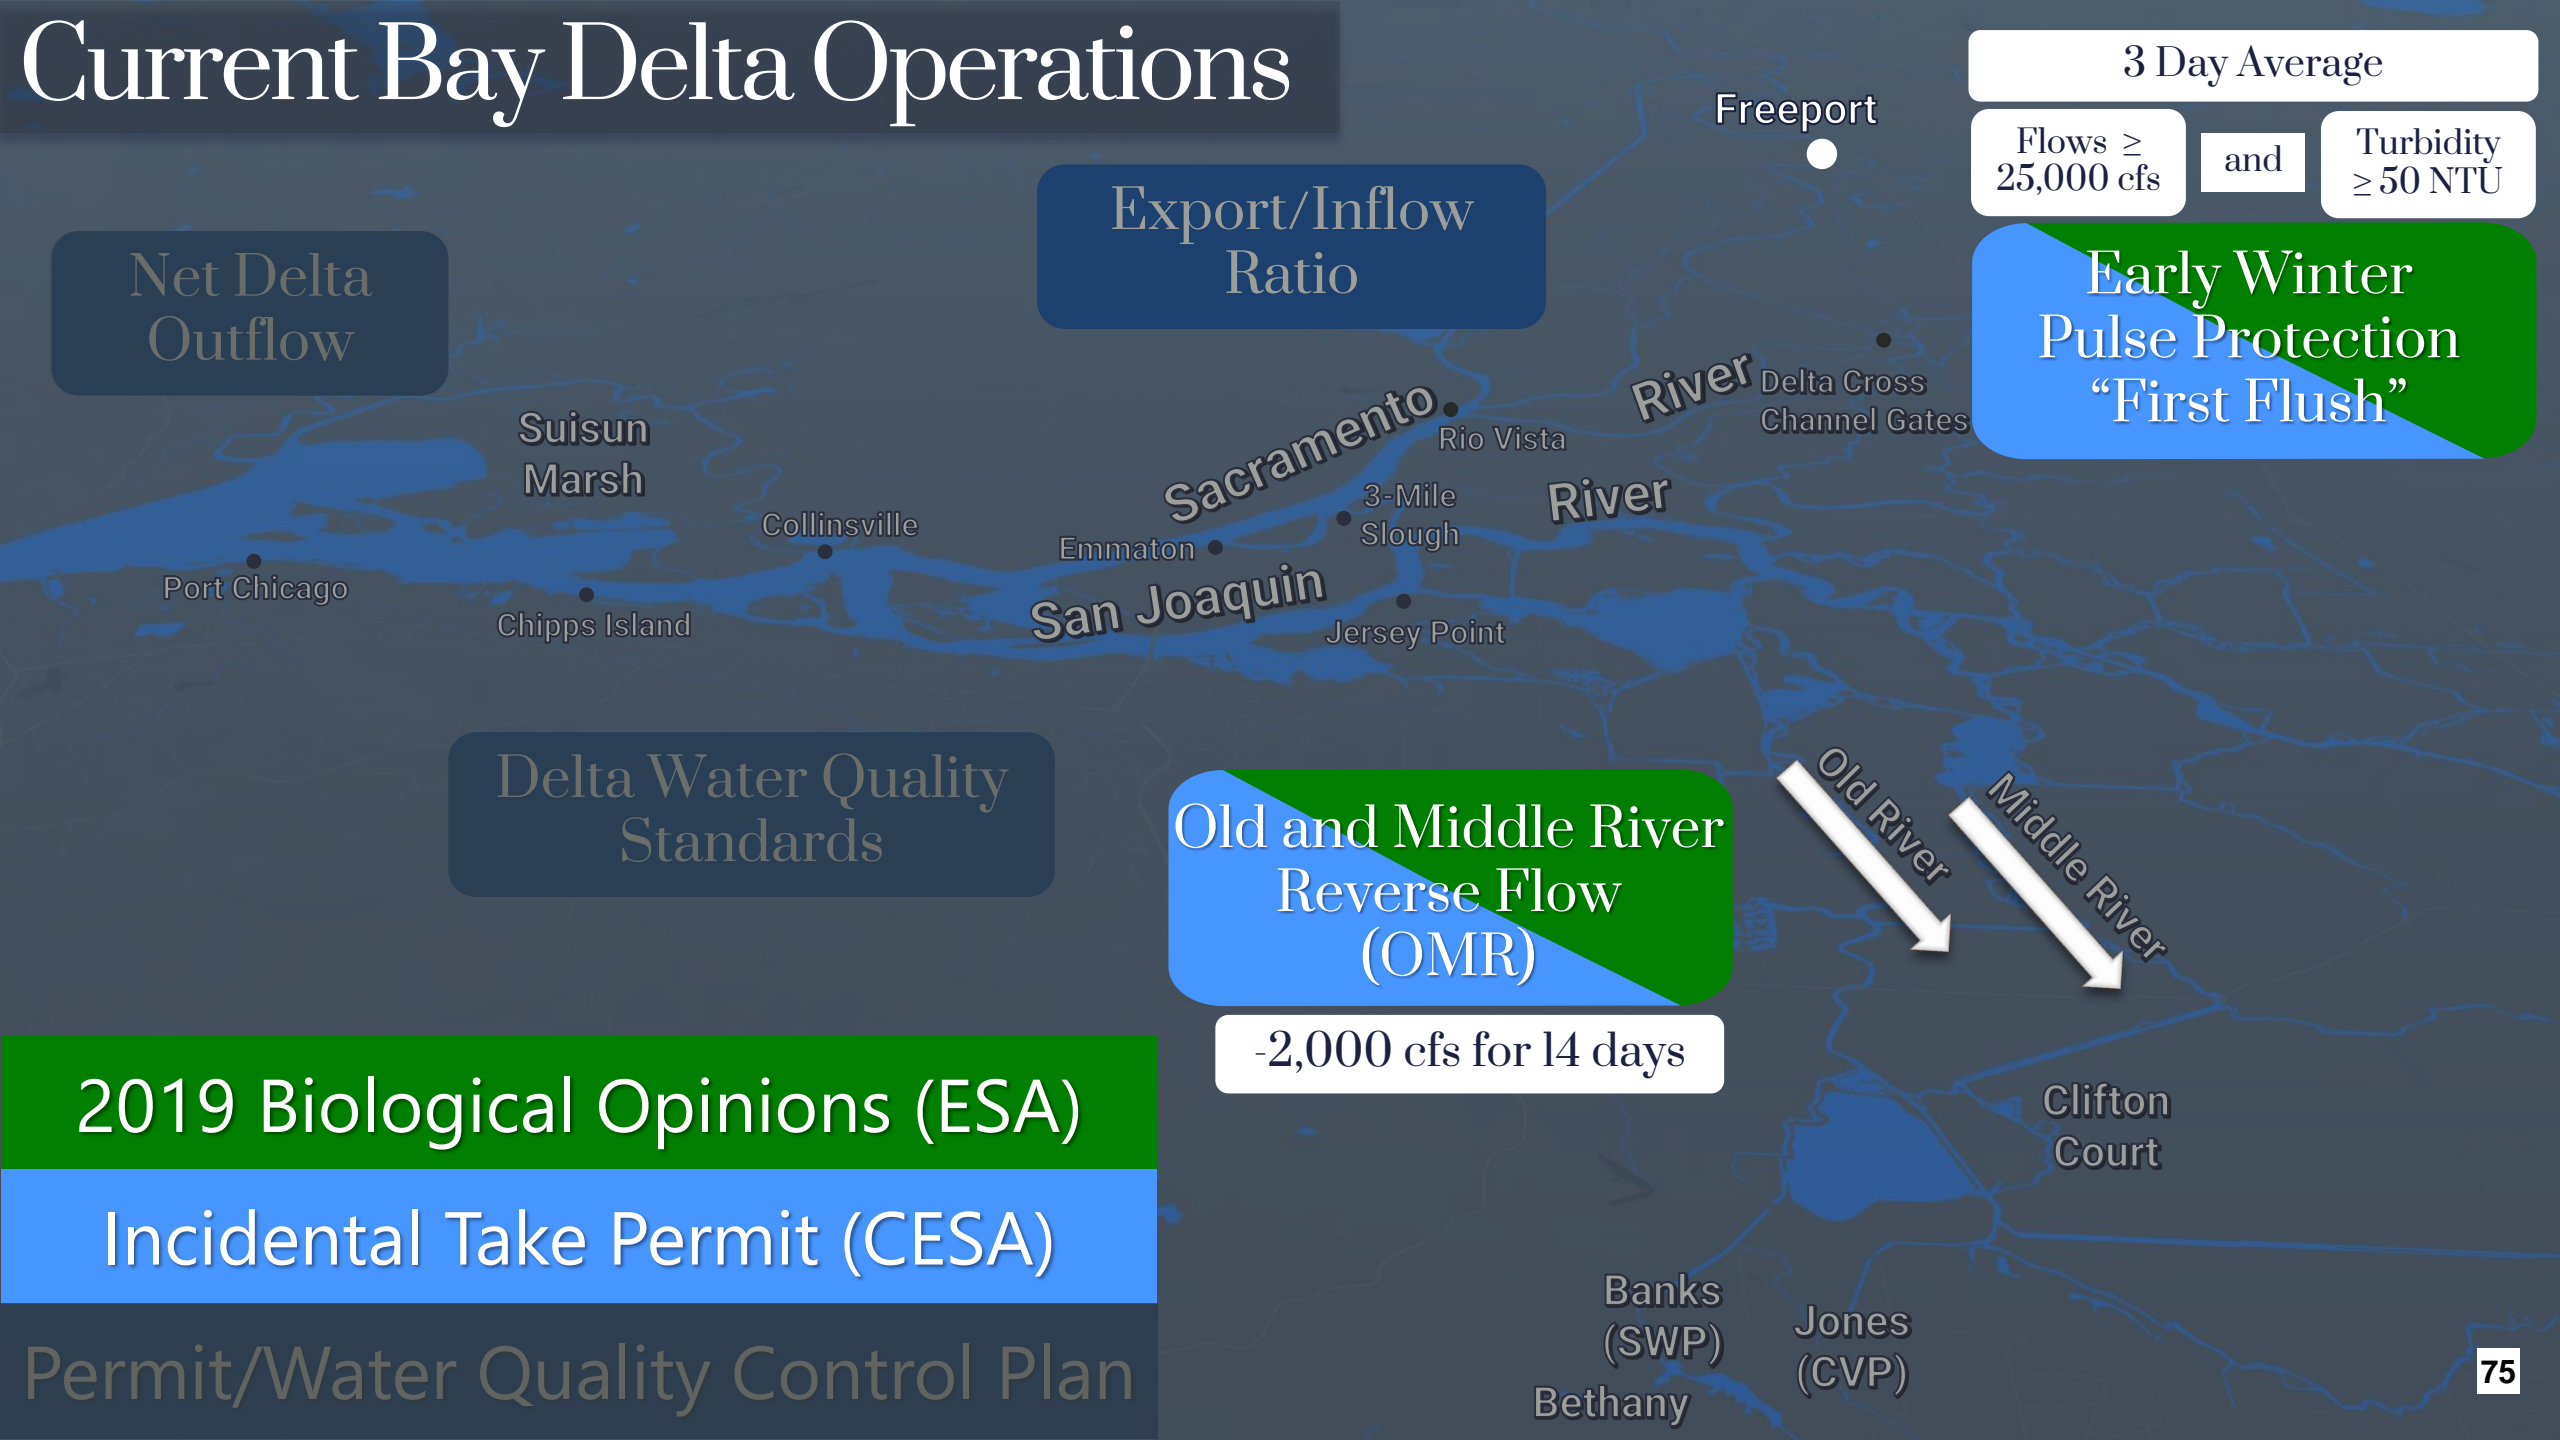 Current Bay Delta Operations
3 Day Average
Freeport
Flows ≥
25,000 cfs
and
Turbidity
≥ 50 NTU
Export/Inflow
Ratio
Net Delta
Outflow
Early Winter
Pulse Protection
“First Flush”
Sacramento
River
Delta Cross
Channel Gates
Rio Vista
Suisun
Marsh
3-Mile
Slough
River
Collinsville
Emmaton
San Joaquin
Port Chicago
Chipps Island
Jersey Point
Delta Water Quality
Standards
Old and Middle River
Reverse Flow
(OMR)
-2,000 cfs for 14 days
Old River
Middle River
2019 Biological Opinions (ESA)
Incidental Take Permit (CESA)
Permit/Water Quality Control Plan
Clifton
Court
Banks
(SWP)
Jones
(CVP)
Bethany
75